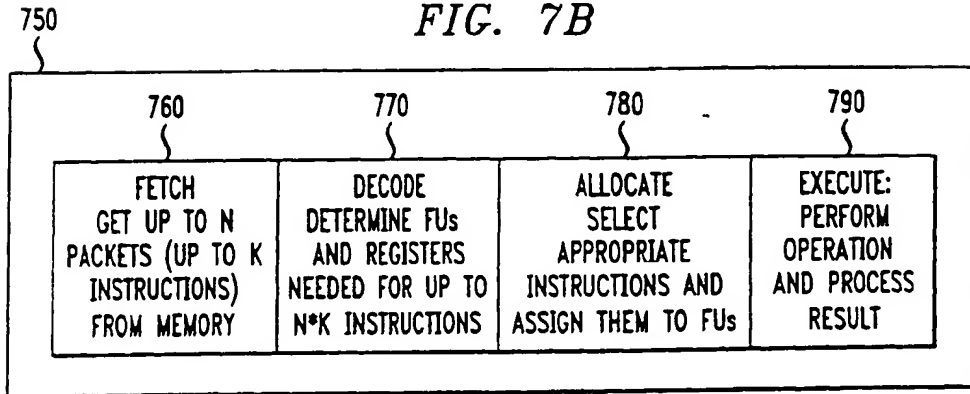 FIG. 7B
750
760
770
780
790
FETCH
GET UP TO N
PACKETS (UP TO K
INSTRUCTIONS)
FROM MEMORY
DECODE
DETERMINE FUs
AND REGISTERS
NEEDED FOR UP TO
N*K INSTRUCTIONS
ALLOCATE
SELECT
APPROPRIATE
INSTRUCTIONS AND
ASSIGN THEM TO FUs
EXECUTE:
PERFORM
OPERATION
AND PROCESS
RESULT